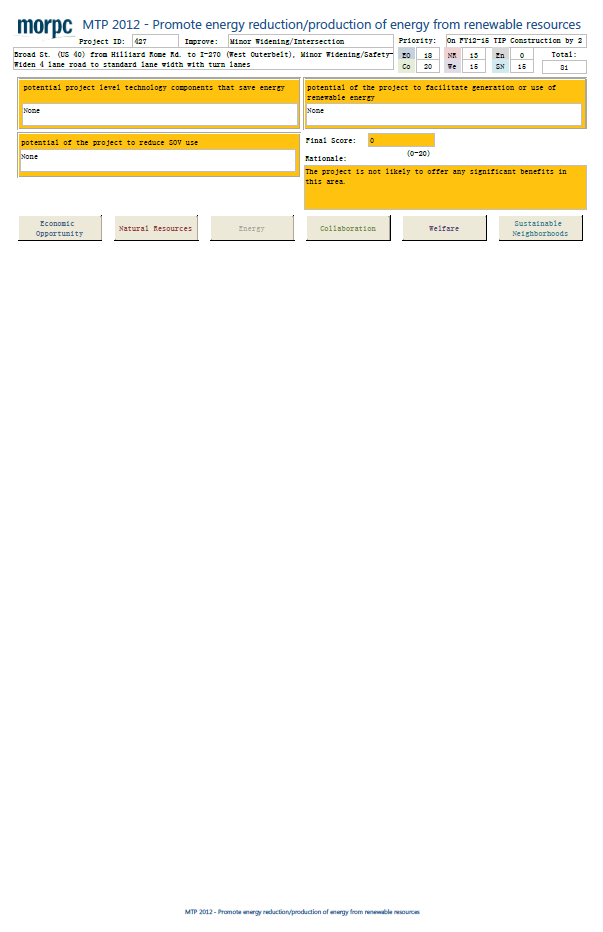 morpc MTP 2012 - Promote energy reduction/production of energy from renewable resources
Project ID: 427 Improve: Minor Widening/Intersection Priority: On FY12-15 TIP Construction by 2
Broad St. (US 40) from Hilliard Rome Rd. to I-270 (West Outerbelt), Minor Widening/Safety-
Widen 4 lane road to standard lane width with turn lanes
EO 18 NR 13 En 0 Total:
Co 20 We 15 SN 15 81
potential project level technology components that save energy
None
potential of the project to facilitate generation or use of
renewable energy
None
potential of the project to reduce SOV use
None
Final Score: 0
(0-20)
Rationale:
The project is not likely to offer any significant benefits in
this area.
Economic
Opportunity
Natural Resources
Energy
Collaboration
Welfare
Sustainable
Neighborhoods
MTP 2012 - Promote energy reduction/production of energy from renewable resources